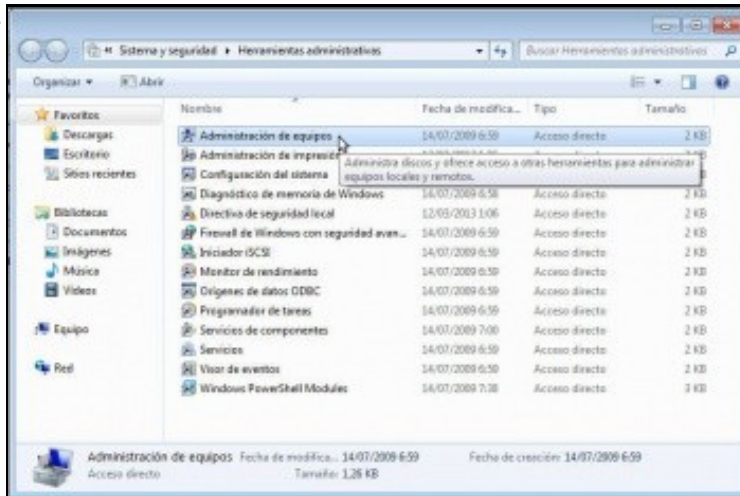 Sistema y seguridad ▸ Herramientas administrativas
Buscar Herramientas administrativas
Organizar Abrir
Nombre Fecha de modifica... Tipo Tamaño
Favoritos
Descargas
Escritorio
Sitios recientes
Bibliotecas
Documentos
Imágenes
Música
Vídeos
Equipo
Red
Administración de equipos 14/07/2009 6:59 Acceso directo 2 KB
Administración de impresió
Administra discos y ofrece acceso a otras herramientas para administrar
equipos locales y remotos.
Configuración del sistema
Diagnóstico de memoria de Windows 14/07/2009 6:58 Acceso directo 2 KB
Directiva de seguridad local 12/03/2013 1:06 Acceso directo 2 KB
Firewall de Windows con seguridad avan... 14/07/2009 6:59 Acceso directo 2 KB
Iniciador iSCSI 14/07/2009 6:59 Acceso directo 2 KB
Monitor de rendimiento 14/07/2009 6:59 Acceso directo 2 KB
Orígenes de datos ODBC 14/07/2009 6:59 Acceso directo 2 KB
Programador de tareas 14/07/2009 6:59 Acceso directo 2 KB
Servicios de componentes 14/07/2009 7:00 Acceso directo 2 KB
Servicios 14/07/2009 6:59 Acceso directo 2 KB
Visor de eventos 14/07/2009 6:59 Acceso directo 2 KB
Windows PowerShell Modules 14/07/2009 7:38 Acceso directo 3 KB
Administración de equipos Fecha de modifica... 14/07/2009 6:59 Fecha de creación: 14/07/2009 6:59
Acceso directo Tamaño: 1,26 KB